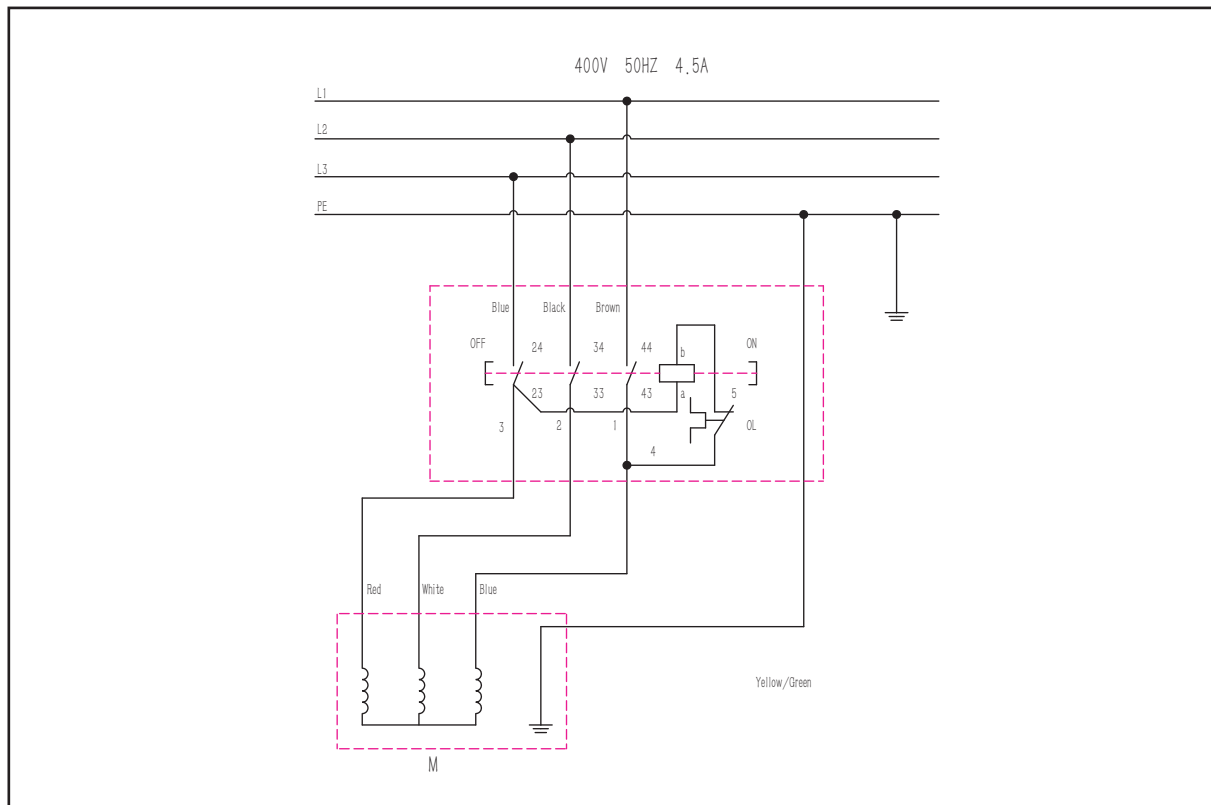 400V 50HZ 4.5A
L1
L2
L3
PE
Blue Black Brown
OFF 24 34 44 b ON
23 33 43 a 5
3 2 1 OL
4
Red White Blue
Yellow/Green
M